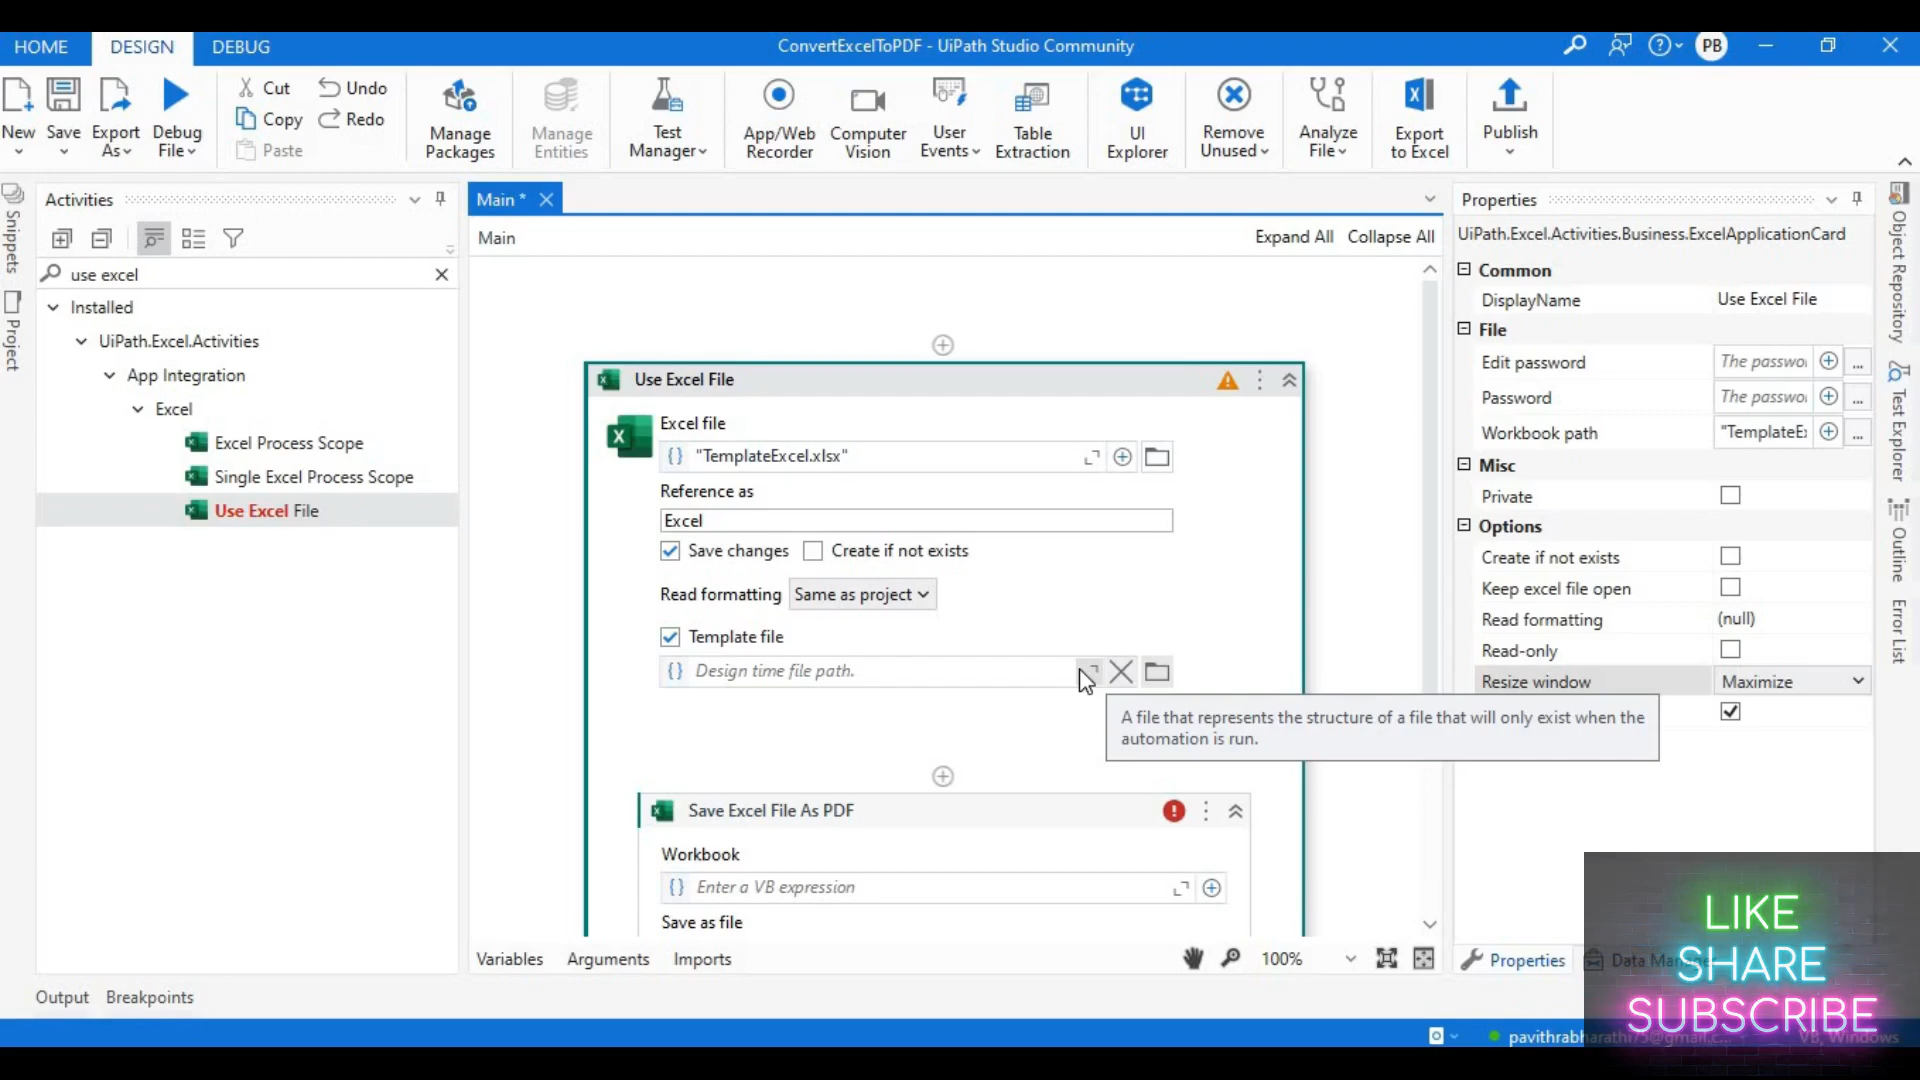 HOME DESIGN DEBUG
ConvertExcelToPDF - UiPath Studio Community
PB
New
Save
Export As
Debug File
Cut
Copy
Paste
Undo
Redo
Manage Packages
Manage Entities
Test Manager
App/Web Recorder
Computer Vision
User Events
Table Extraction
UI Explorer
Remove Unused
Analyze File
Export to Excel
Publish
Snippets
Project
Activities
use excel
Installed
UiPath.Excel.Activities
App Integration
Excel
Excel Process Scope
Single Excel Process Scope
Use Excel File
Main *
Main
Expand All Collapse All
Use Excel File
Excel file
"TemplateExcel.xlsx"
Reference as
Excel
Save changes Create if not exists
Read formatting Same as project
Template file
Design time file path.
A file that represents the structure of a file that will only exist when the
automation is run.
Save Excel File As PDF
Workbook
Enter a VB expression
Save as file
Variables Arguments Imports
100%
Properties
UiPath.Excel.Activities.Business.ExcelApplicationCard
Common
DisplayName Use Excel File
File
Edit password The passwo
Password The passwo
Workbook path "TemplateE
Misc
Private
Options
Create if not exists
Keep excel file open
Read formatting (null)
Read-only
Resize window Maximize
Properties
Object Repository
Test Explorer
Outline
Error List
Output Breakpoints
VB, Windows
LIKE
SHARE
SUBSCRIBE